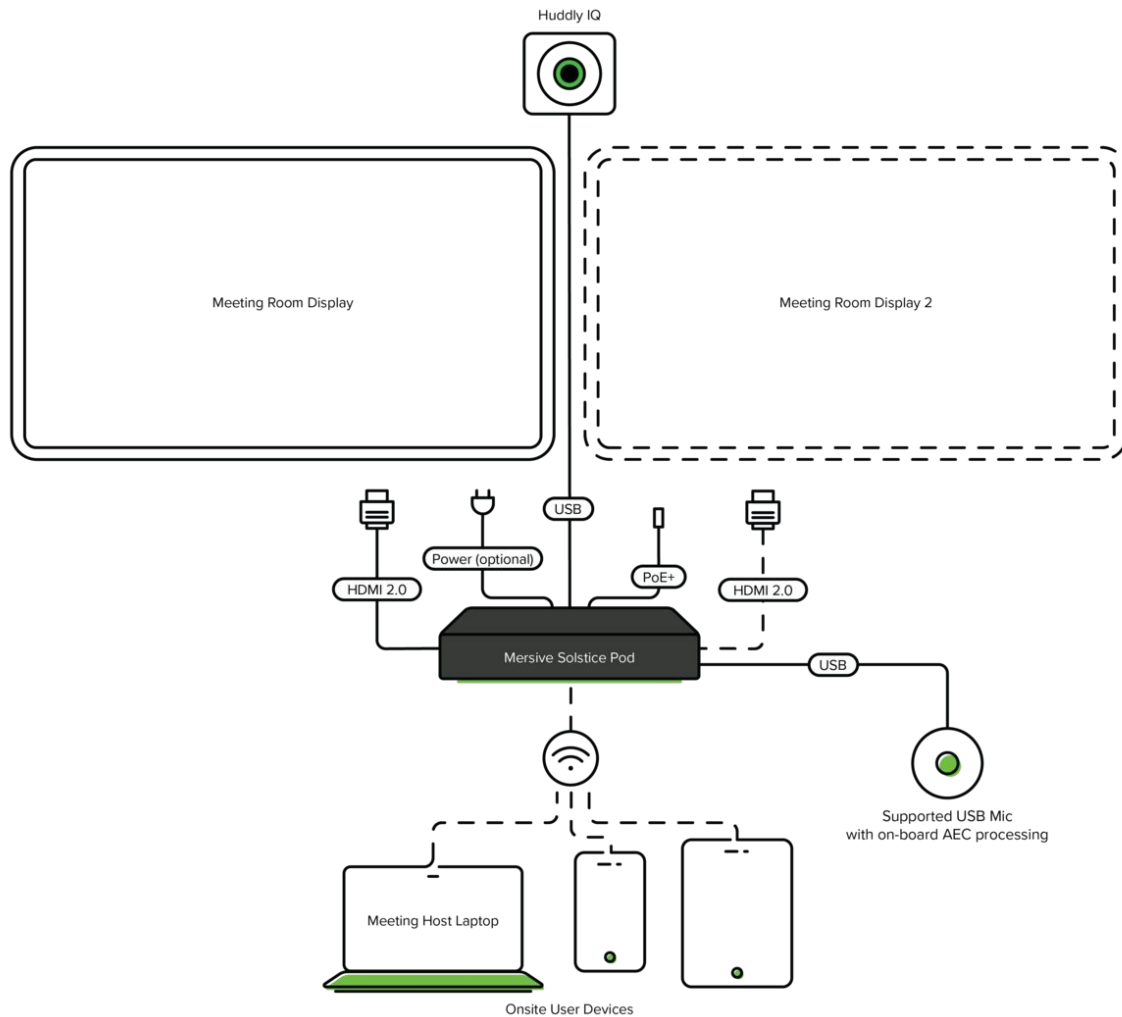 Huddly IQ
Meeting Room Display
Meeting Room Display 2
USB
Power (optional)
PoE+
HDMI 2.0
HDMI 2.0
Mersive Solstice Pod
USB
Supported USB Mic
with on-board AEC processing
Meeting Host Laptop
Onsite User Devices